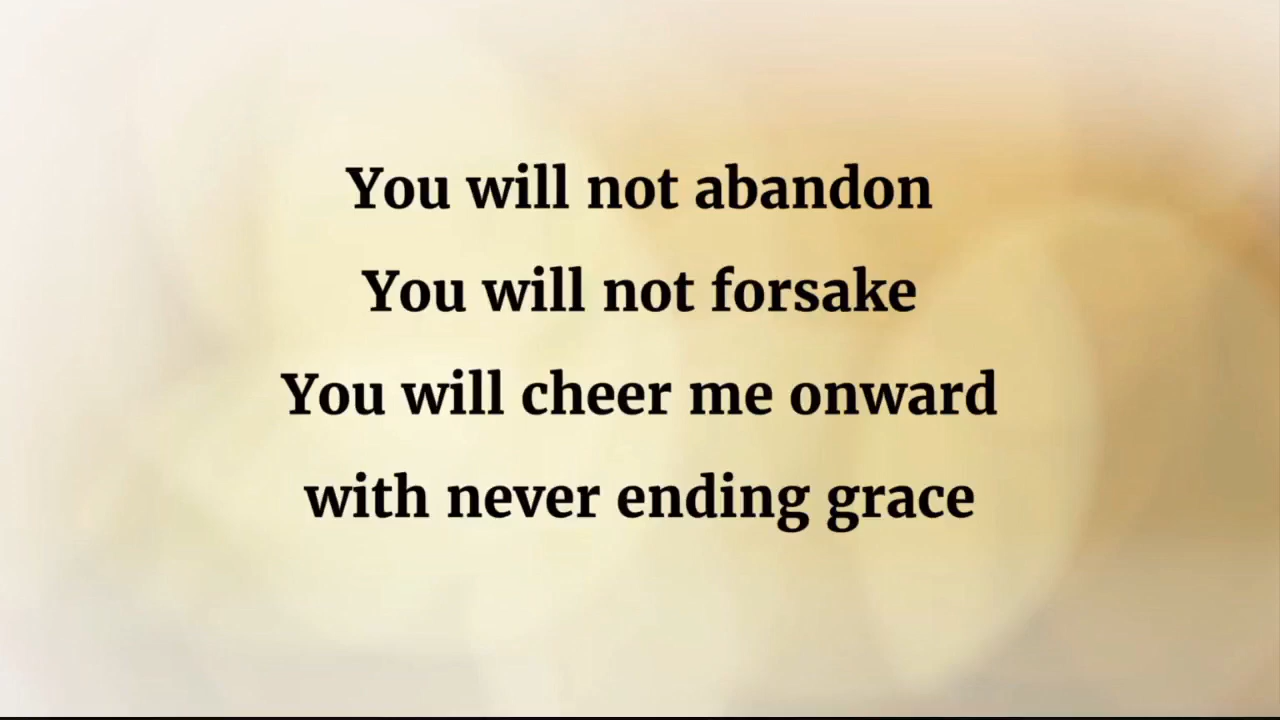 You will not abandon
You will not forsake
You will cheer me onward
with never ending grace